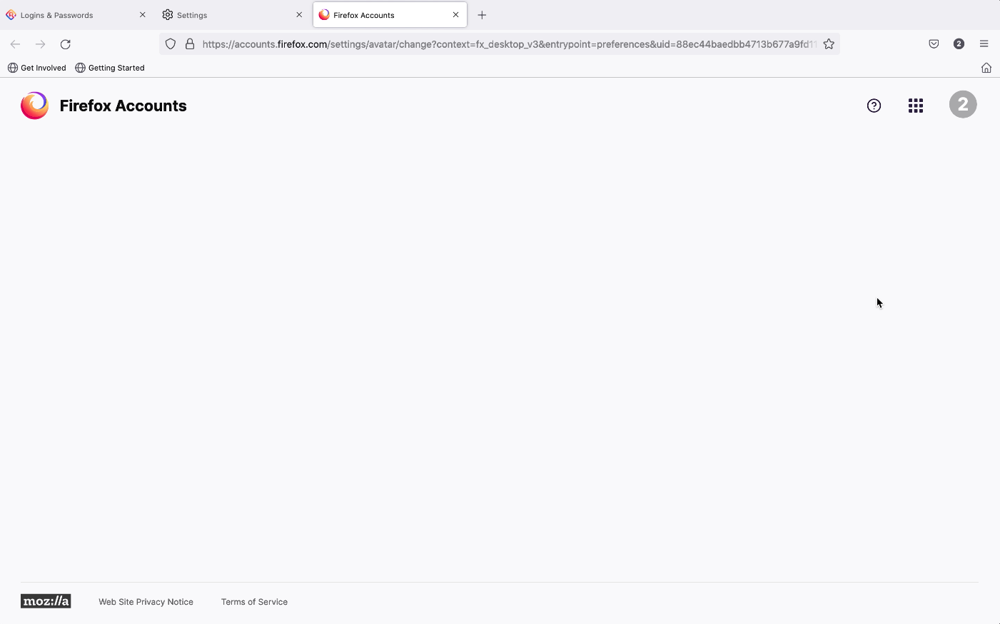 Logins & Passwords
Settings
Firefox Accounts
https://accounts.firefox.com/settings/avatar/change?context=fx_desktop_v3&entrypoint=preferences&uid=88ec44baedbb4713b677a9fd1
2
Get Involved
Getting Started
Firefox Accounts
2
moz://a
Web Site Privacy Notice
Terms of Service